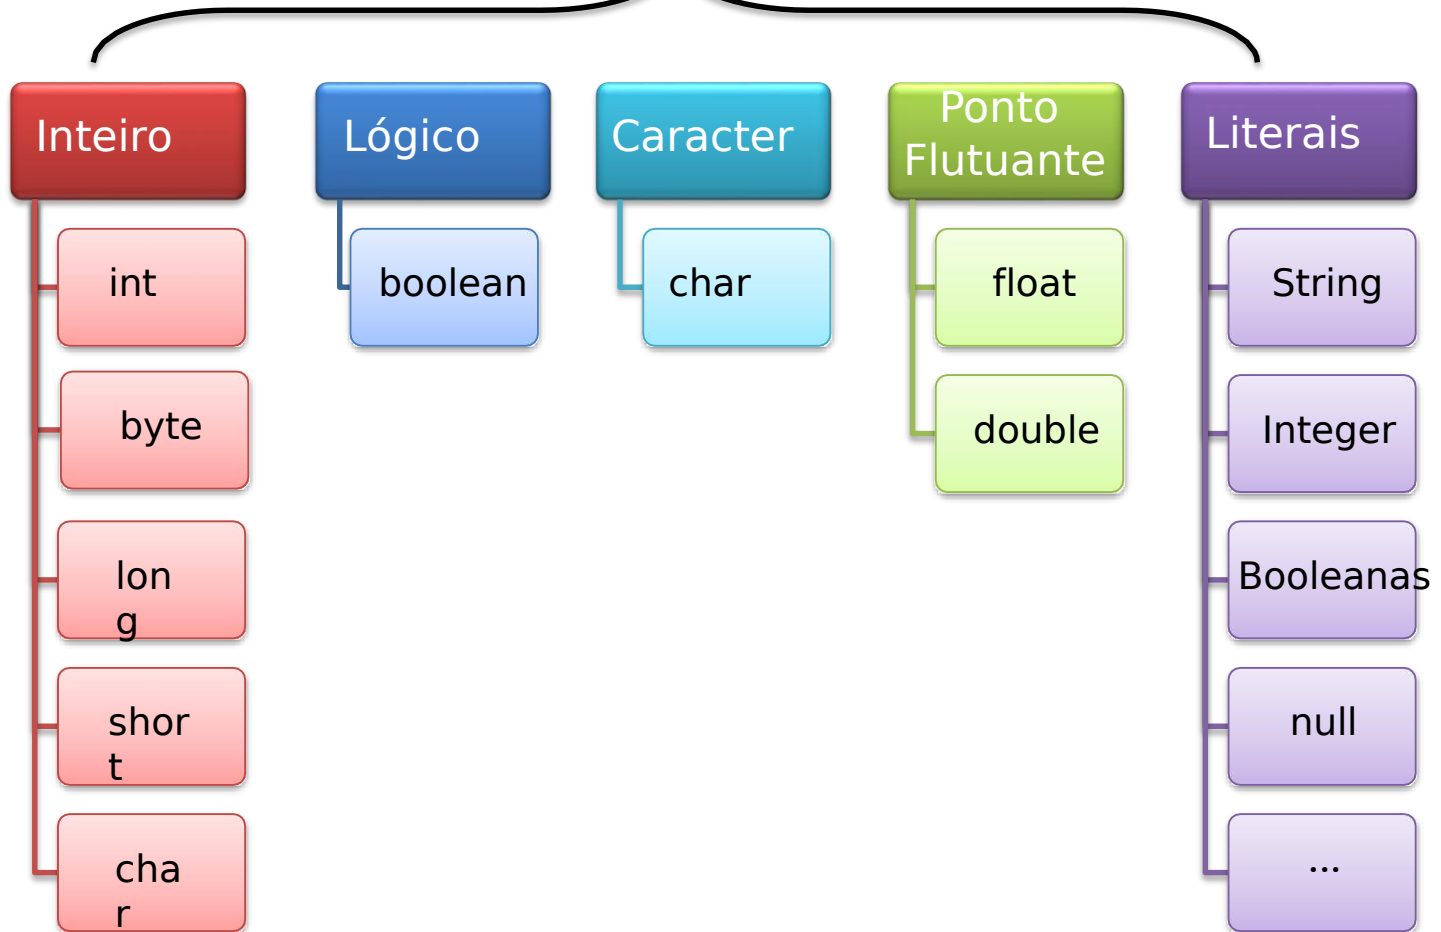 Inteiro
int
byte
lon
g
shor
t
cha
r
Lógico
boolean
Caracter
char
Ponto
Flutuante
float
double
Literais
String
Integer
Booleanas
null
...